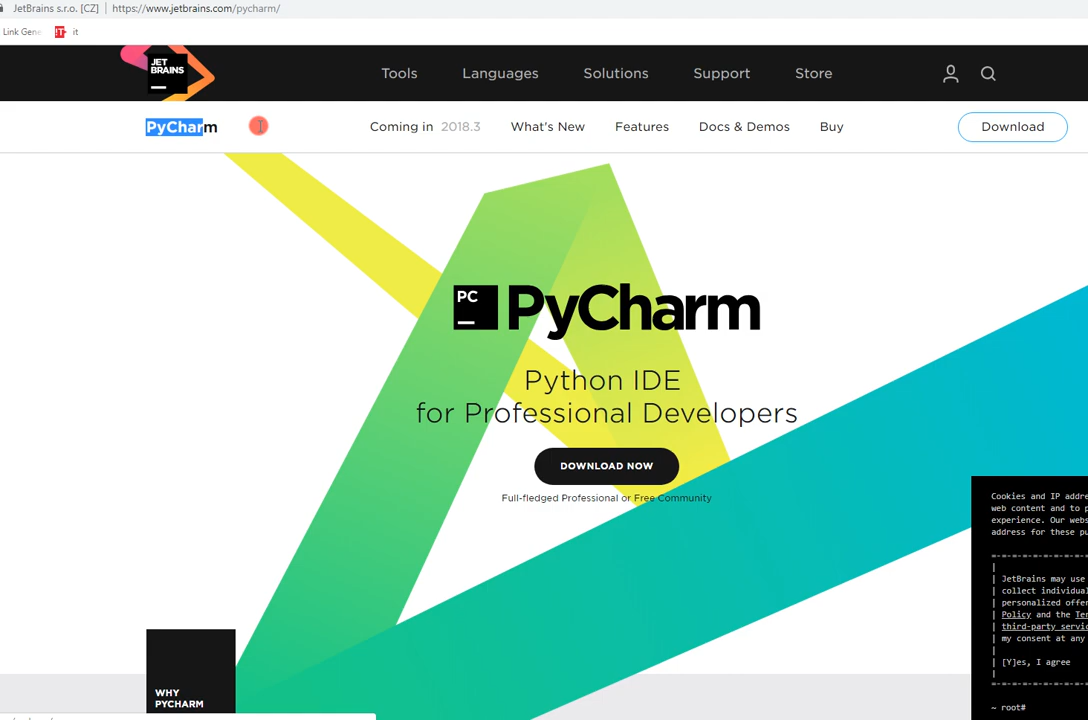 JetBrains s.r.o. [CZ] | https://www.jetbrains.com/pycharm/
Link Gene
it
JET
BRAINS
Tools Languages Solutions Support Store
PyCharm
Coming in 2018.3 What's New Features Docs & Demos Buy Download
PC
PyCharm
Python IDE
for Professional Developers
DOWNLOAD NOW
Full-fledged Professional or Free Community
Cookies and IP addre
web content and to p
experience. Our webs
address for these pu
=-=-=-=-=-=-=-=-=-
|
| JetBrains may use
| collect individual
| personalized offer
| Policy and the Ter
| third-party servic
| my consent at any
|
| [Y]es, I agree
|
=-=-=-=-=-=-=-=-=-
~ root#
WHY
PYCHARM